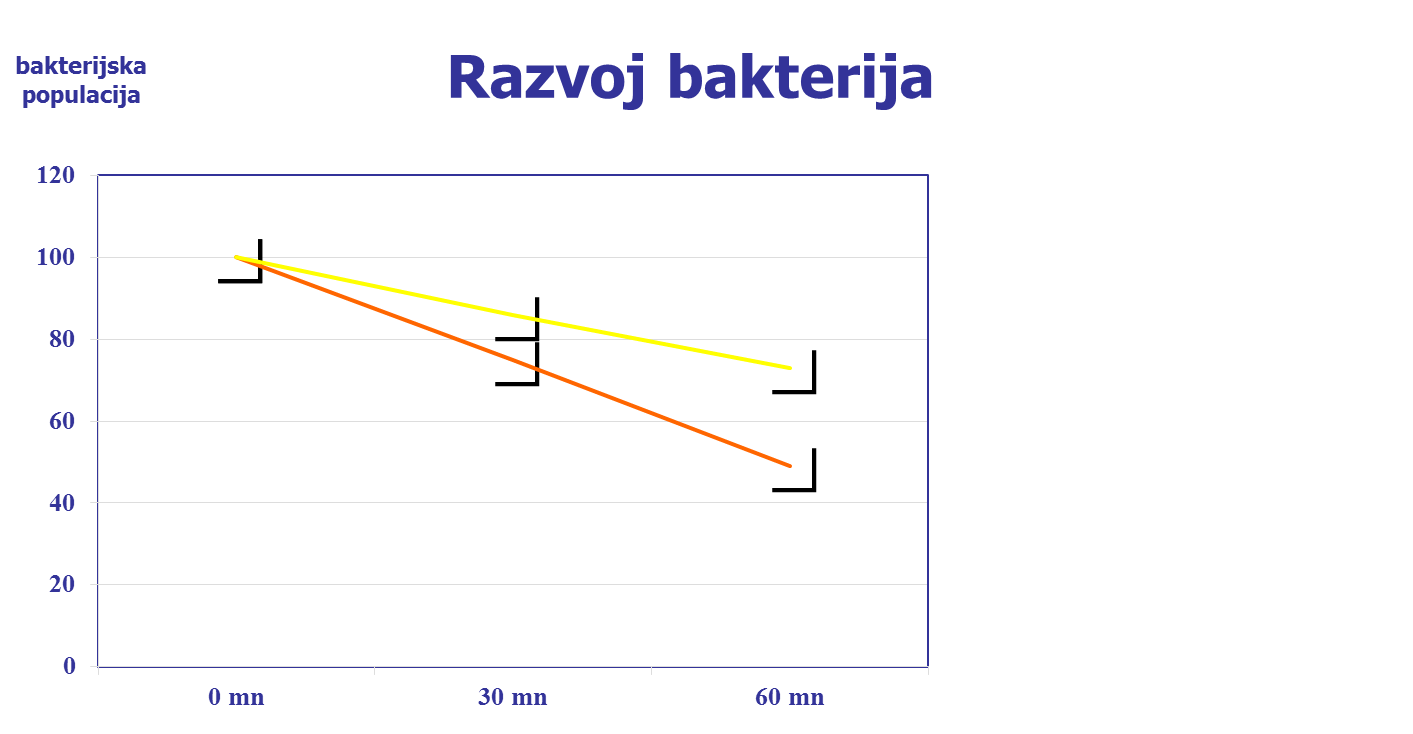 bakterijska
populacija
Razvoj bakterija
120
100
80
60
40
20
0
0 mn
30 mn
60 mn